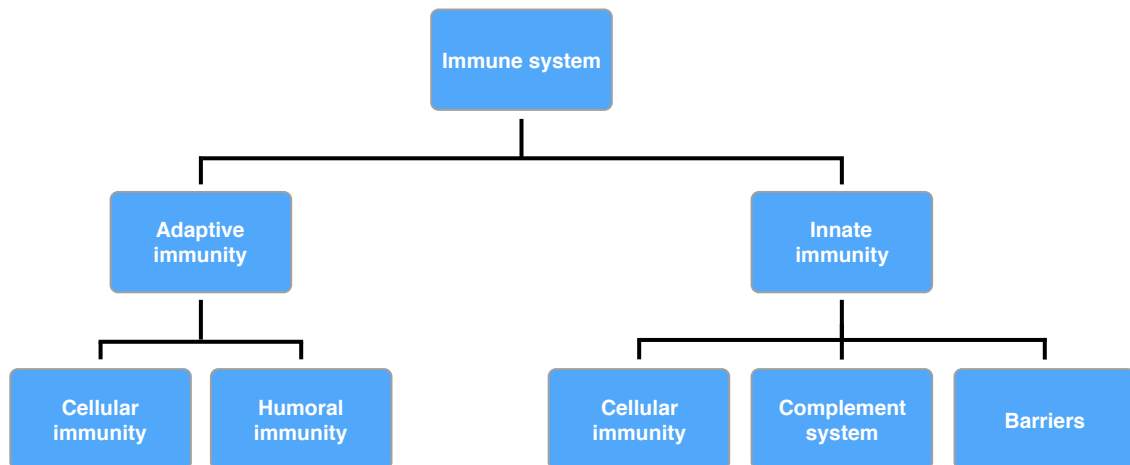 Immune system
Adaptive
immunity
Innate
immunity
Cellular
immunity
Humoral
immunity
Cellular
immunity
Complement
system
Barriers